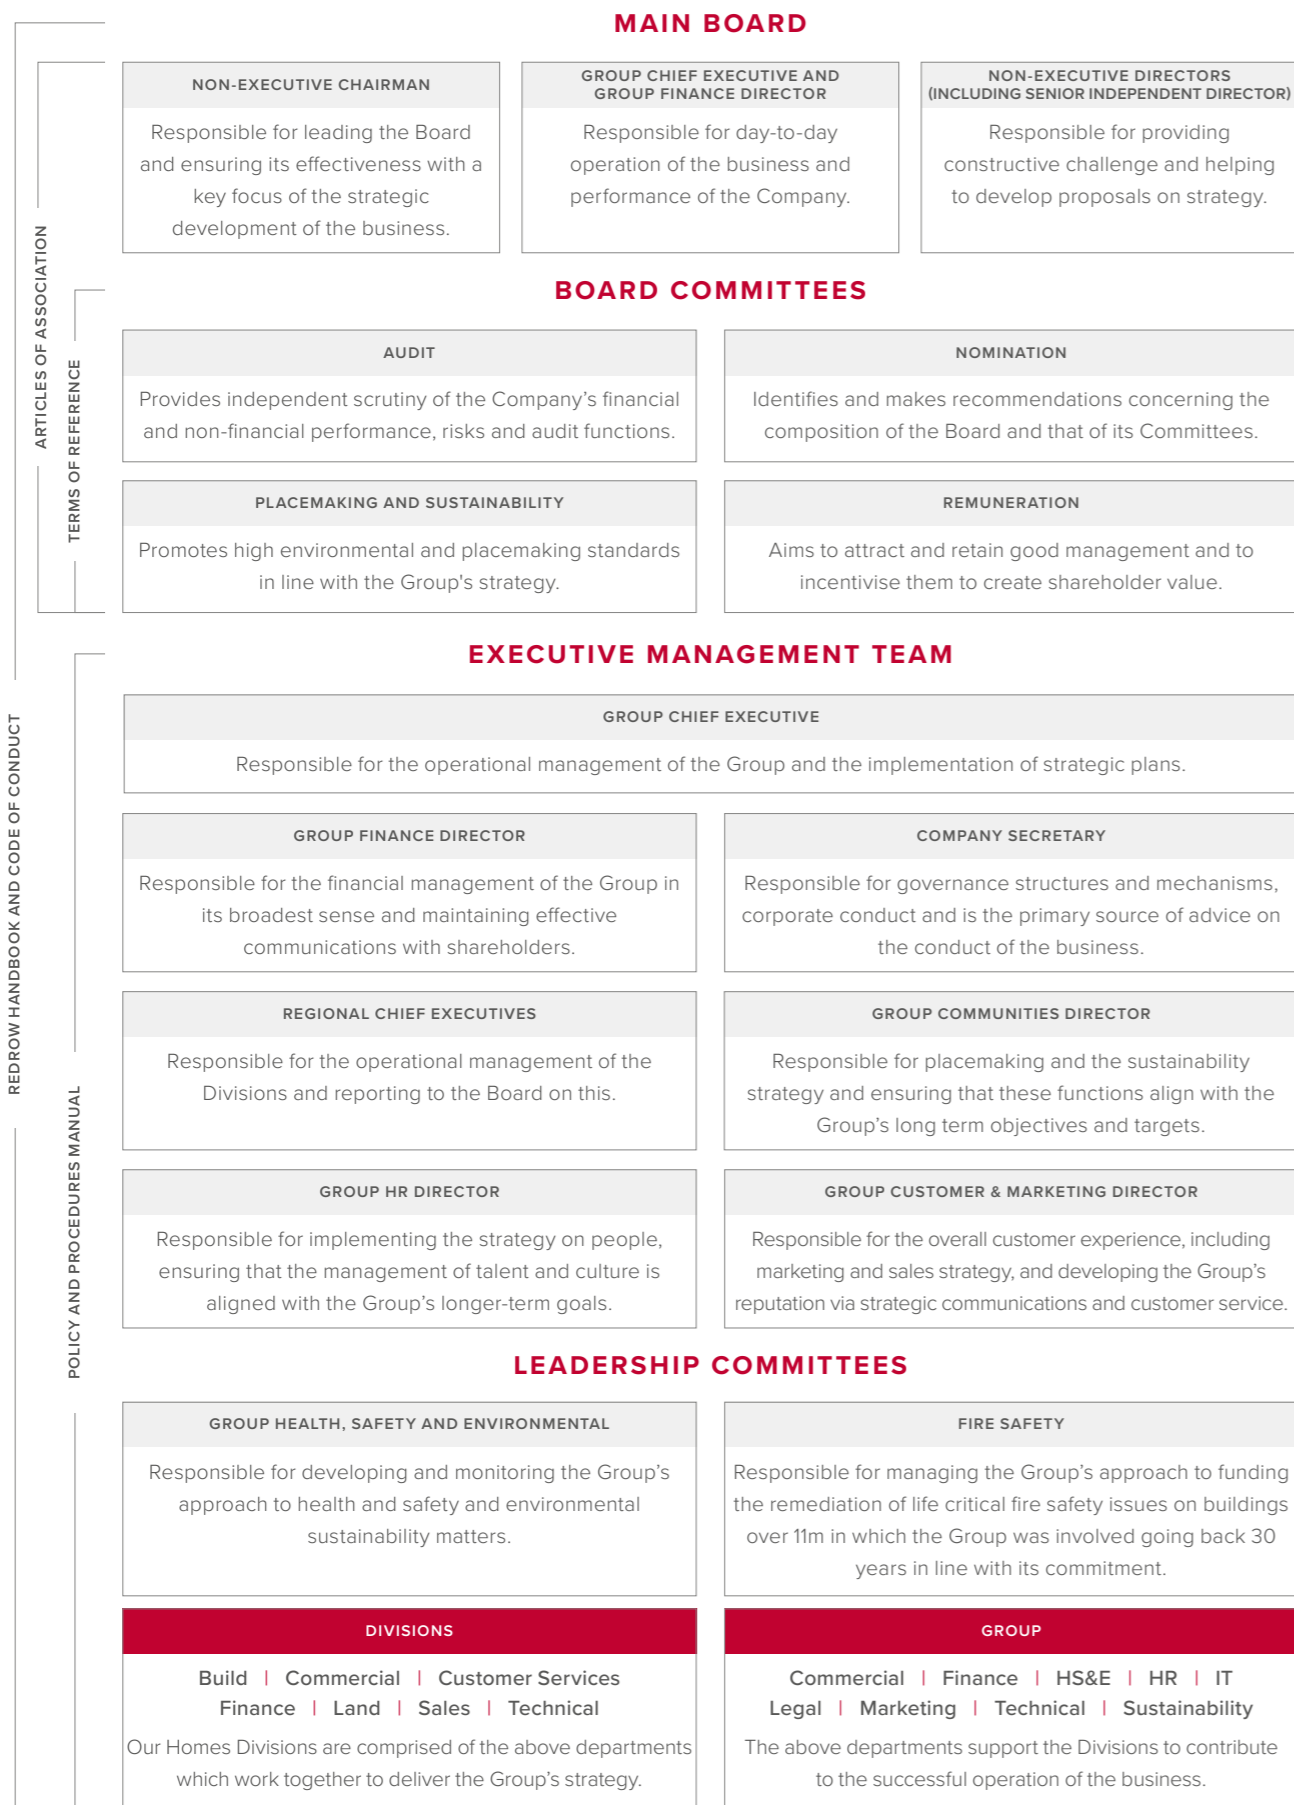 MAIN BOARD
NON-EXECUTIVE CHAIRMAN
Responsible for leading the Board
and ensuring its effectiveness with a
key focus of the strategic
development of the business.
GROUP CHIEF EXECUTIVE AND
GROUP FINANCE DIRECTOR
Responsible for day-to-day
operation of the business and
performance of the Company.
NON-EXECUTIVE DIRECTORS
(INCLUDING SENIOR INDEPENDENT DIRECTOR)
Responsible for providing
constructive challenge and helping
to develop proposals on strategy.
ARTICLES OF ASSOCIATION
BOARD COMMITTEES
TERMS OF REFERENCE
AUDIT
Provides independent scrutiny of the Company’s financial
and non-financial performance, risks and audit functions.
NOMINATION
Identifies and makes recommendations concerning the
composition of the Board and that of its Committees.
PLACEMAKING AND SUSTAINABILITY
Promotes high environmental and placemaking standards
in line with the Group's strategy.
REMUNERATION
Aims to attract and retain good management and to
incentivise them to create shareholder value.
REDROW HANDBOOK AND CODE OF CONDUCT
EXECUTIVE MANAGEMENT TEAM
GROUP CHIEF EXECUTIVE
Responsible for the operational management of the Group and the implementation of strategic plans.
GROUP FINANCE DIRECTOR
Responsible for the financial management of the Group in
its broadest sense and maintaining effective
communications with shareholders.
COMPANY SECRETARY
Responsible for governance structures and mechanisms,
corporate conduct and is the primary source of advice on
the conduct of the business.
REGIONAL CHIEF EXECUTIVES
Responsible for the operational management of the
Divisions and reporting to the Board on this.
GROUP COMMUNITIES DIRECTOR
Responsible for placemaking and the sustainability
strategy and ensuring that these functions align with the
Group’s long term objectives and targets.
POLICY AND PROCEDURES MANUAL
GROUP HR DIRECTOR
Responsible for implementing the strategy on people,
ensuring that the management of talent and culture is
aligned with the Group’s longer-term goals.
GROUP CUSTOMER & MARKETING DIRECTOR
Responsible for the overall customer experience, including
marketing and sales strategy, and developing the Group’s
reputation via strategic communications and customer service.
LEADERSHIP COMMITTEES
GROUP HEALTH, SAFETY AND ENVIRONMENTAL
Responsible for developing and monitoring the Group’s
approach to health and safety and environmental
sustainability matters.
FIRE SAFETY
Responsible for managing the Group’s approach to funding
the remediation of life critical fire safety issues on buildings
over 11m in which the Group was involved going back 30
years in line with its commitment.
DIVISIONS
Build | Commercial | Customer Services
Finance | Land | Sales | Technical
Our Homes Divisions are comprised of the above departments
which work together to deliver the Group’s strategy.
GROUP
Commercial | Finance | HS&E | HR | IT
Legal | Marketing | Technical | Sustainability
The above departments support the Divisions to contribute
to the successful operation of the business.